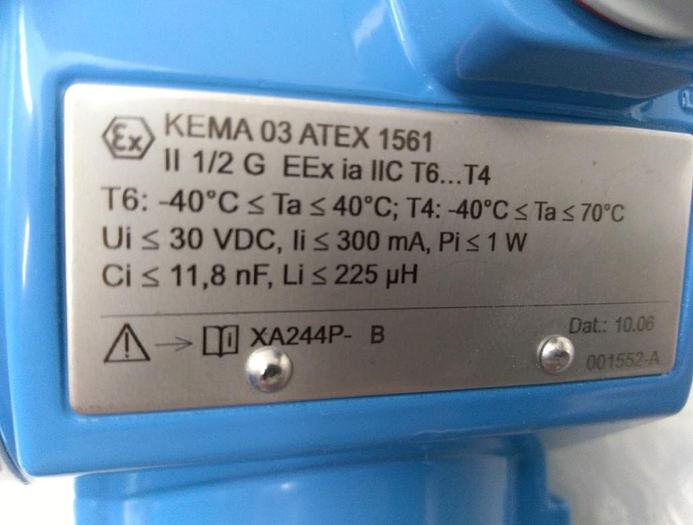 Ex KEMA 03 ATEX 1561
II 1/2 G EEx ia IIC T6...T4
T6: -40°C ≤ Ta ≤ 40°C; T4: -40°C ≤ Ta ≤ 70°C
Ui ≤ 30 VDC, Ii ≤ 300 mA, Pi ≤ 1 W
Ci ≤ 11,8 nF, Li ≤ 225 µH
XA244P- B
Dat.: 10.06
001552-A